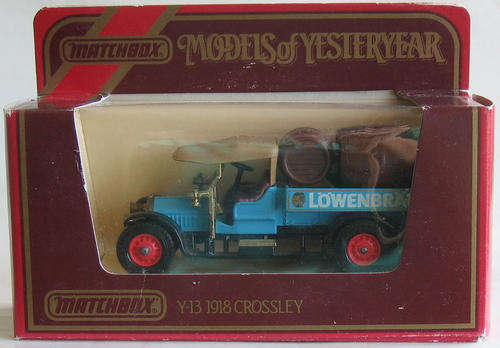 MATCHBOX MODELS of YESTERYEAR
LÖWENBRÄ
MATCHBOX Y-13 1918 CROSSLEY